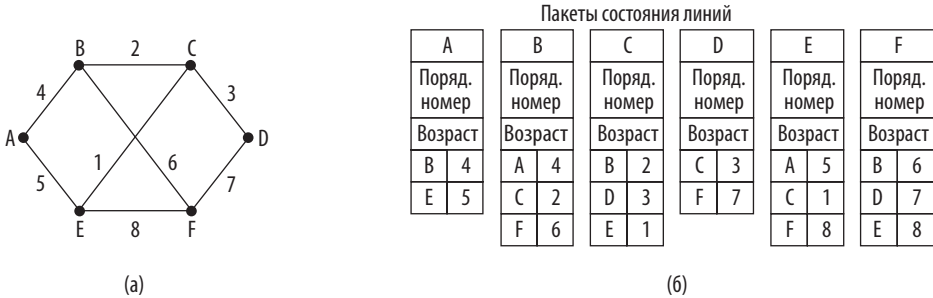 Пакеты состояния линий
B 2 C
4 3
A D
1 6
5 7
E 8 F
A B C D E F
Поряд. Поряд. Поряд. Поряд. Поряд. Поряд.
номер номер номер номер номер номер
Возраст Возраст Возраст Возраст Возраст Возраст
B 4 A 4 B 2 C 3 A 5 B 6
E 5 C 2 D 3 F 7 C 1 D 7
F 6 E 1 F 8 E 8
(а) (б)